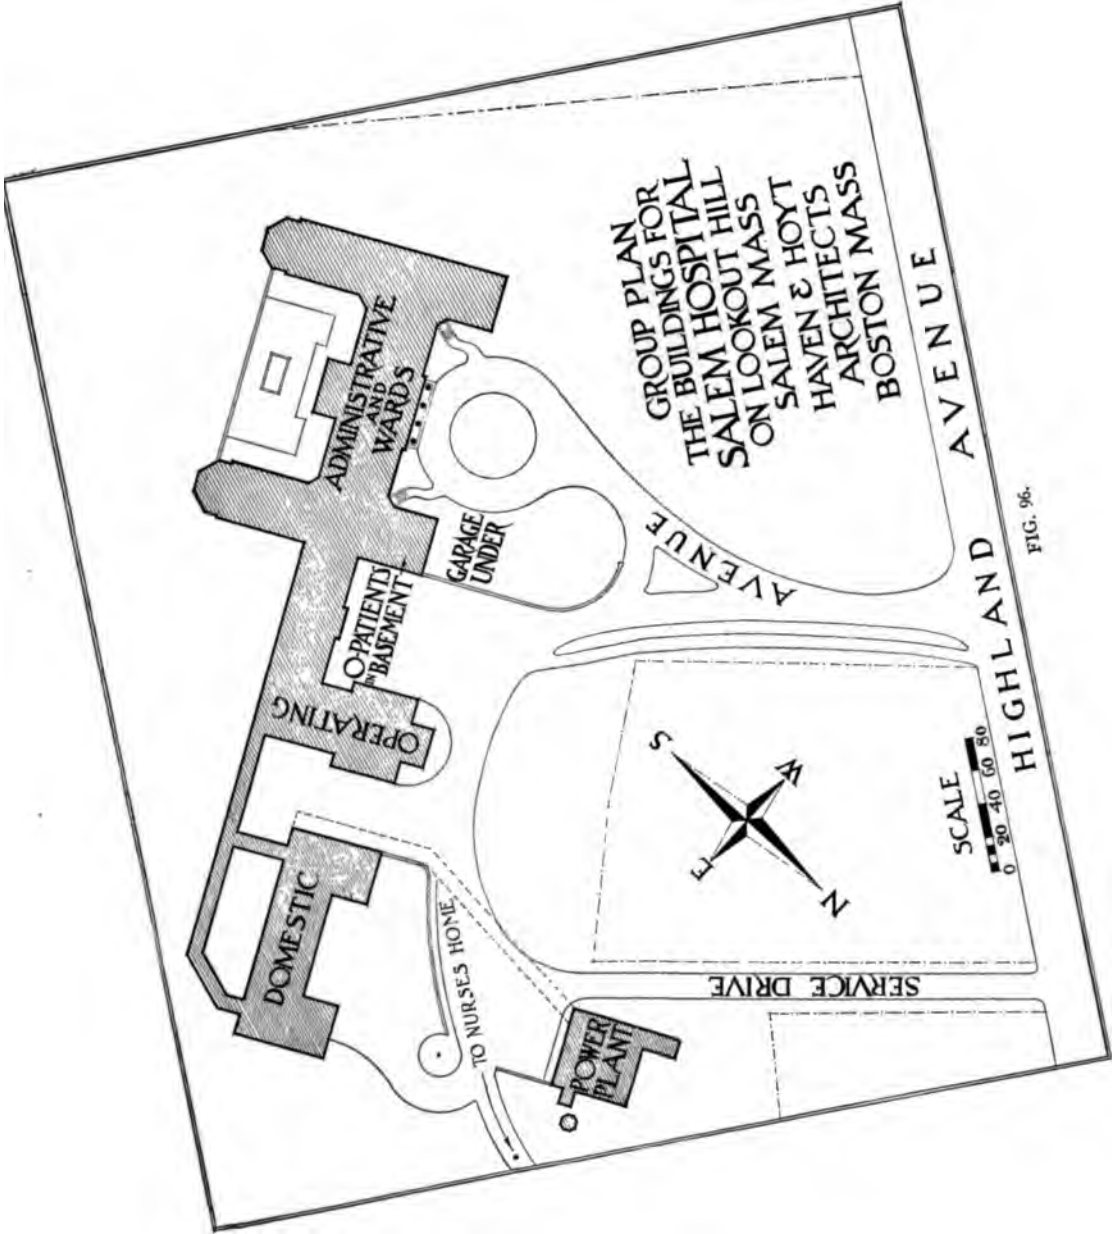 GROUP PLAN
THE BUILDINGS FOR
SALEM HOSPITAL
ON LOOKOUT HILL
SALEM MASS
HAVEN & HOYT
ARCHITECTS
BOSTON MASS
ADMINISTRATIVE
AND
WARDS
GARAGE
UNDER
O-PATIENTS
IN BASEMENT
OPERATING
DOMESTIC
TO NURSES HOME
POWER
PLANT
SERVICE DRIVE
AVENUE
S
W
E
N
SCALE
0 20 40 60 80
HIGHLAND AVENUE
FIG. 96.